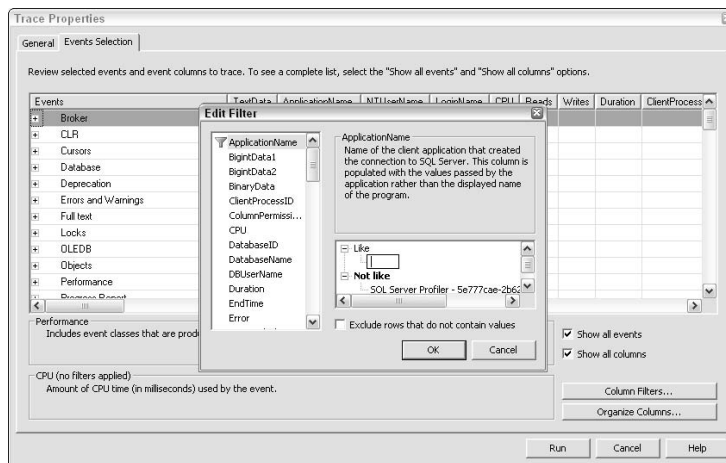 Trace Properties
General Events Selection
Review selected events and event columns to trace. To see a complete list, select the "Show all events" and "Show all columns" options.
Events TextData ApplicationName NTUserName LoginName CPU Reads Writes Duration ClientProcess
Broker
CLR
Cursors
Database
Deprecation
Errors and Warnings
Full text
Locks
OLEDB
Objects
Performance
Progress Report
Edit Filter
ApplicationName
BigintData1
BigintData2
BinaryData
ClientProcessID
ColumnPermissi...
CPU
DatabaseID
DatabaseName
DBUserName
Duration
EndTime
Error
ApplicationName
Name of the client application that created
the connection to SQL Server. This column is
populated with the values passed by the
application rather than the displayed name
of the program.
Like
Not like
SQL Server Profiler - 5e777cae-2b62
Exclude rows that do not contain values
OK Cancel
Performance
Includes event classes that are prod
Show all events
Show all columns
CPU (no filters applied)
Amount of CPU time (in milliseconds) used by the event.
Column Filters...
Organize Columns...
Run Cancel Help